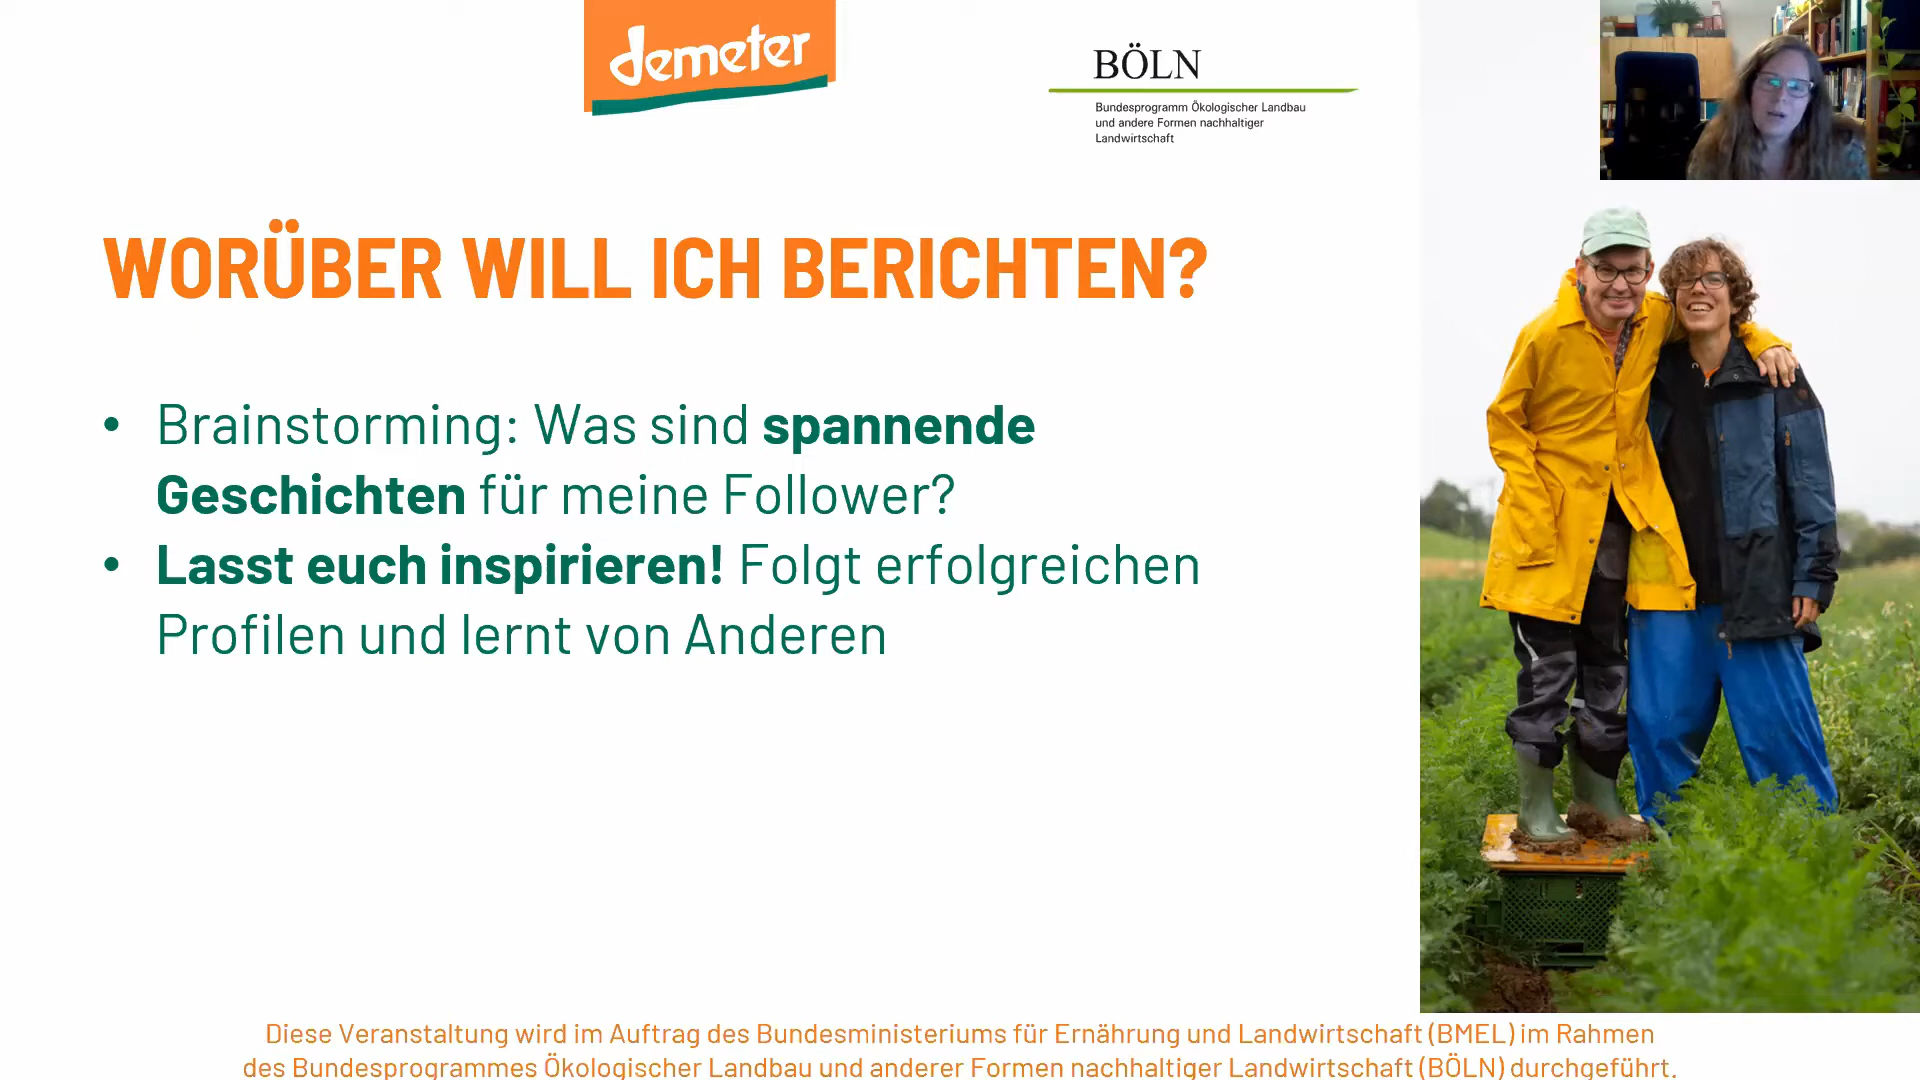 demeter
BÖLN
Bundesprogramm Ökologischer Landbau
und andere Formen nachhaltiger
Landwirtschaft
WORÜBER WILL ICH BERICHTEN?
• Brainstorming: Was sind spannende
Geschichten für meine Follower?
• Lasst euch inspirieren! Folgt erfolgreichen
Profilen und lernt von Anderen
Diese Veranstaltung wird im Auftrag des Bundesministeriums für Ernährung und Landwirtschaft (BMEL) im Rahmen
des Bundesprogrammes Ökologischer Landbau und anderer Formen nachhaltiger Landwirtschaft (BÖLN) durchgeführt.